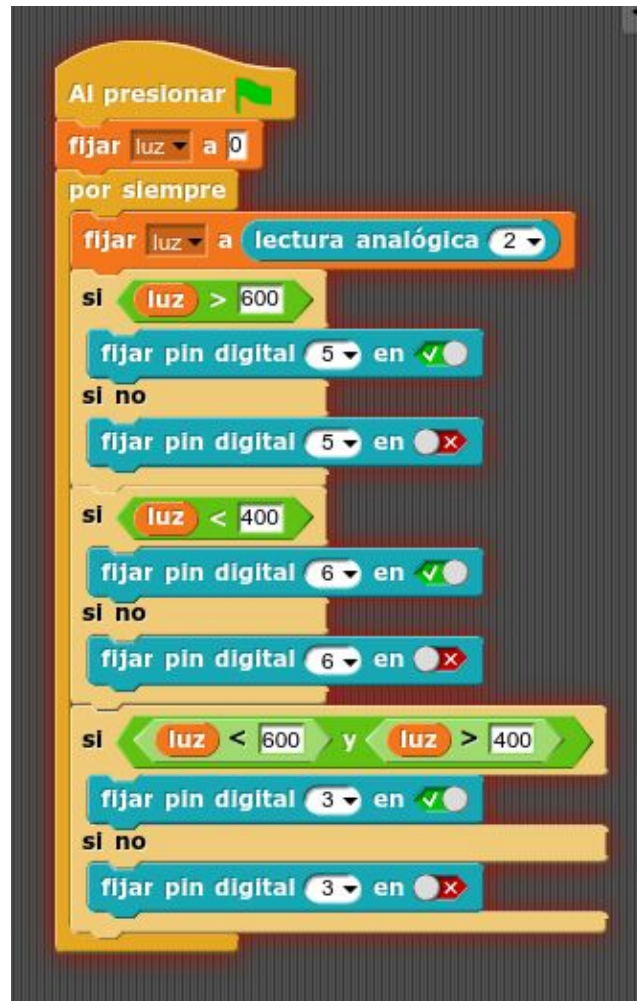 Al presionar
fijar luz a 0
por siempre
fijar luz a lectura analógica 2
si luz > 600
fijar pin digital 5 en
si no
fijar pin digital 5 en
si luz < 400
fijar pin digital 6 en
si no
fijar pin digital 6 en
si luz < 600 y luz > 400
fijar pin digital 3 en
si no
fijar pin digital 3 en